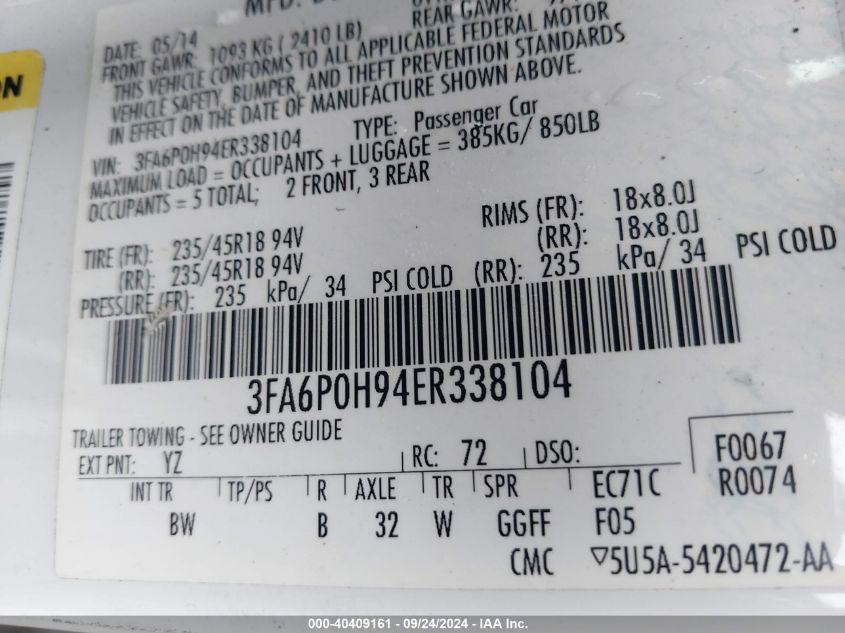 REAR GAWR:
DATE: 05/14
FRONT GAWR: 1093 KG ( 2410 LB)
THIS VEHICLE CONFORMS TO ALL APPLICABLE FEDERAL MOTOR
VEHICLE SAFETY, BUMPER, AND THEFT PREVENTION STANDARDS
IN EFFECT ON THE DATE OF MANUFACTURE SHOWN ABOVE.
VIN: 3FA6P0H94ER338104 TYPE: Passenger Car
MAXIMUM LOAD = OCCUPANTS + LUGGAGE = 385KG/ 850LB
OCCUPANTS = 5 TOTAL; 2 FRONT, 3 REAR
TIRE (FR): 235/45R18 94V RIMS (FR): 18x8.0J
(RR): 235/45R18 94V (RR): 18x8.0J
PRESSURE (FR): 235 kPa/ 34 PSI COLD (RR): 235 kPa/ 34 PSI COLD
3FA6P0H94ER338104
TRAILER TOWING - SEE OWNER GUIDE
EXT PNT: YZ RC: 72 DSO: F0067
INT TR TP/PS R AXLE TR SPR EC71C R0074
BW B 32 W GGFF F05
CMC ▽5U5A-5420472-AA
000-40409161 - 09/24/2024 - IAA Inc.